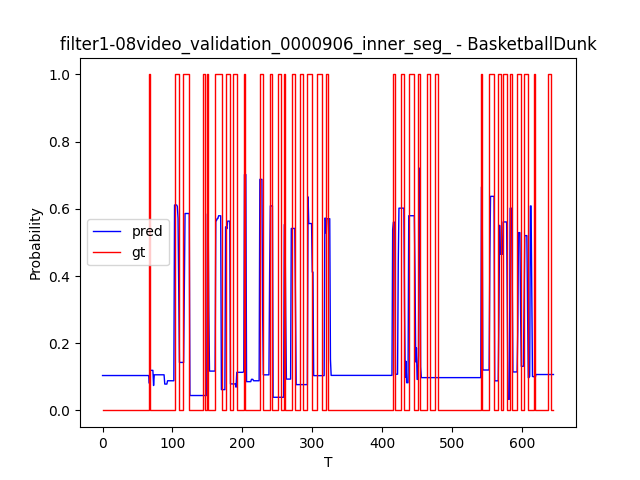 filter1-08video_validation_0000906_inner_seg_ - BasketballDunk
1.0
0.8
0.6
0.4
0.2
0.0
Probability
pred
gt
0 100 200 300 400 500 600
T